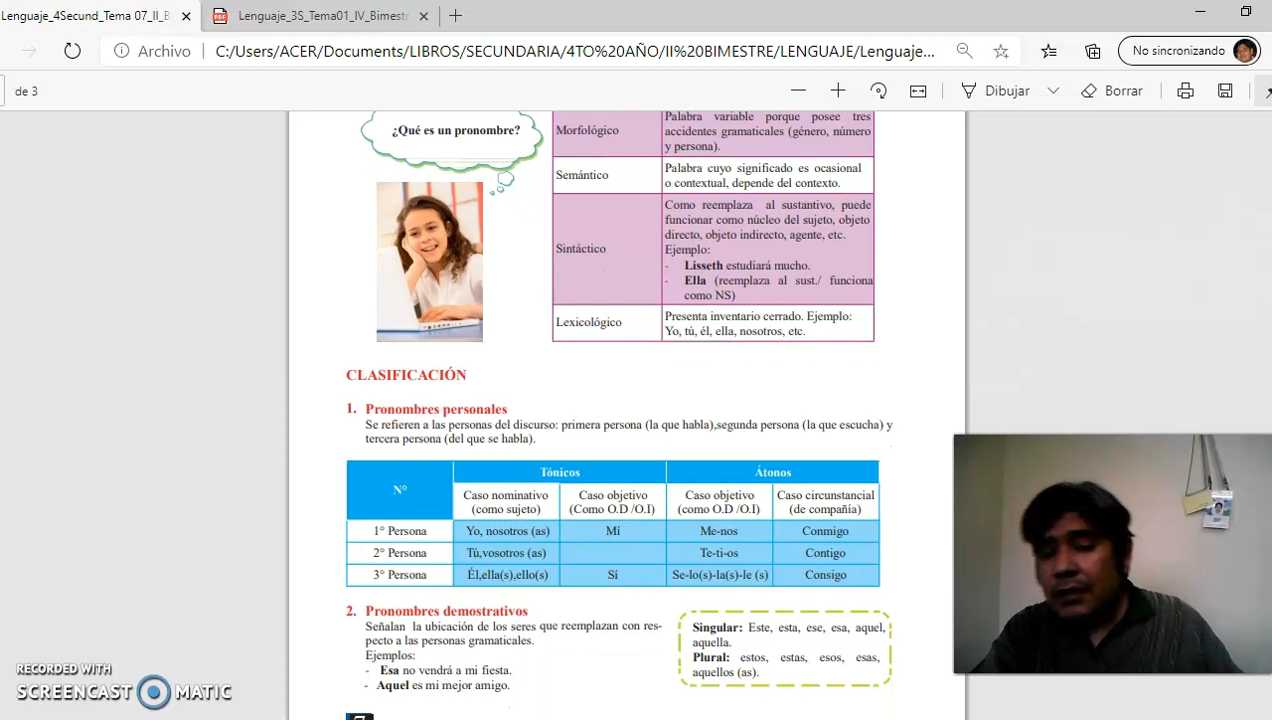 Lenguaje_4Secund_Tema 07_II_B
Lenguaje_3S_Tema01_IV_Bimest
Archivo
C:/Users/ACER/Documents/LIBROS/SECUNDARIA/4TO%20AÑO/II%20BIMESTRE/LENGUAJE/Lenguaje...
No sincronizando
de 3
Dibujar
Borrar
¿Qué es un pronombre?
Morfológico
Palabra variable porque posee tres
accidentes gramaticales (género, número
y persona).
Semántico
Palabra cuyo significado es ocasional
o contextual, depende del contexto.
Sintáctico
Como reemplaza al sustantivo, puede
funcionar como núcleo del sujeto, objeto
directo, objeto indirecto, agente, etc.
Ejemplo:
- Lisseth estudiará mucho.
- Ella (reemplaza al sust./ funciona
como NS)
Lexicológico
Presenta inventario cerrado. Ejemplo:
Yo, tú, él, ella, nosotros, etc.
CLASIFICACIÓN
1. Pronombres personales
Se refieren a las personas del discurso: primera persona (la que habla),segunda persona (la que escucha) y
tercera persona (del que se habla).
N° Tónicos Átonos
Caso nominativo
(como sujeto)
Caso objetivo
(Como O.D /O.I)
Caso objetivo
(como O.D /O.I)
Caso circunstancial
(de compañía)
1° Persona Yo, nosotros (as) Mí Me-nos Conmigo
2° Persona Tú,vosotros (as) Te-ti-os Contigo
3° Persona Él,ella(s),ello(s) Sí Se-lo(s)-la(s)-le (s) Consigo
2. Pronombres demostrativos
Señalan la ubicación de los seres que reemplazan con res-
pecto a las personas gramaticales.
Ejemplos:
- Esa no vendrá a mi fiesta.
- Aquel es mi mejor amigo.
Singular: Este, esta, ese, esa, aquel,
aquella.
Plural: estos, estas, esos, esas,
aquellos (as).
RECORDED WITH
SCREENCAST MATIC